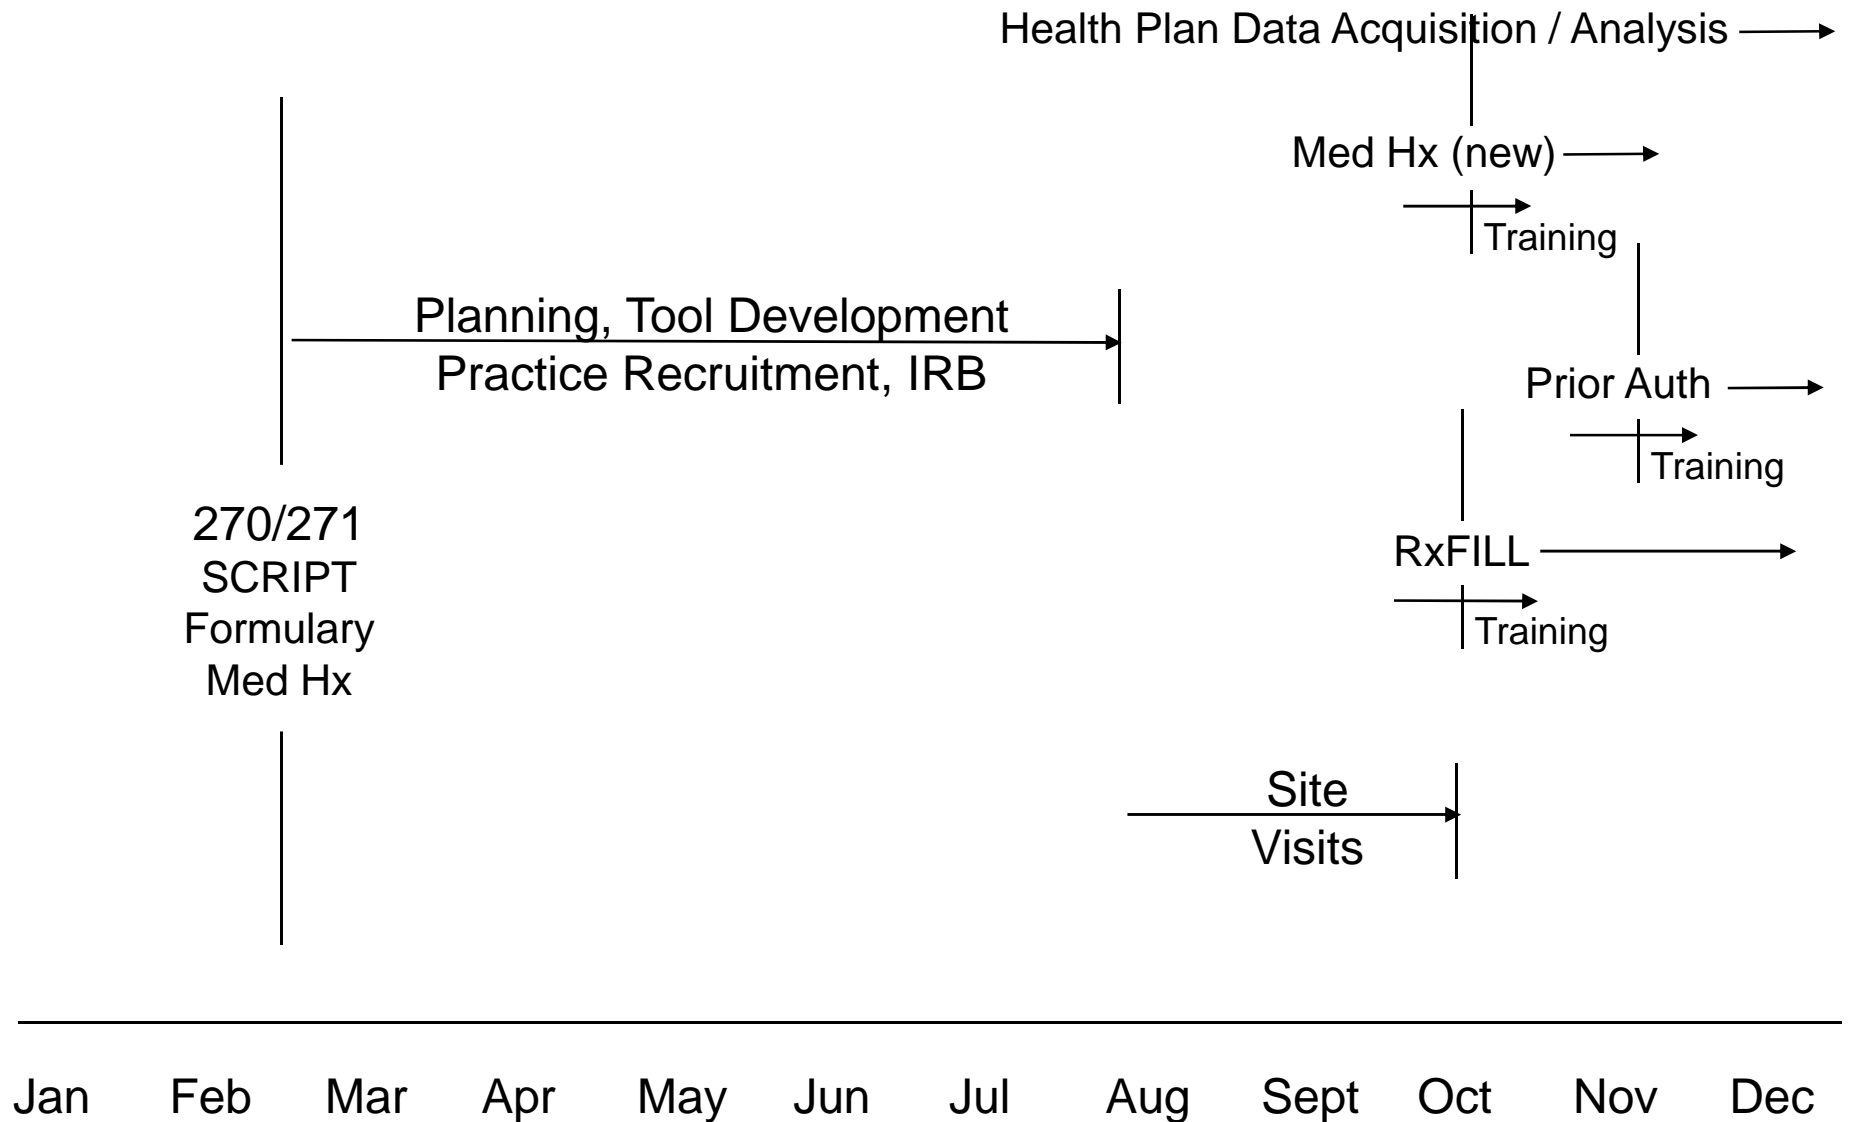 Health Plan Data Acquisition / Analysis
Med Hx (new)
Training
Planning, Tool Development
Practice Recruitment, IRB
Prior Auth
Training
270/271
SCRIPT
Formulary
Med Hx
RxFILL
Training
Site
Visits
Jan Feb Mar Apr May Jun Jul Aug Sept Oct Nov Dec